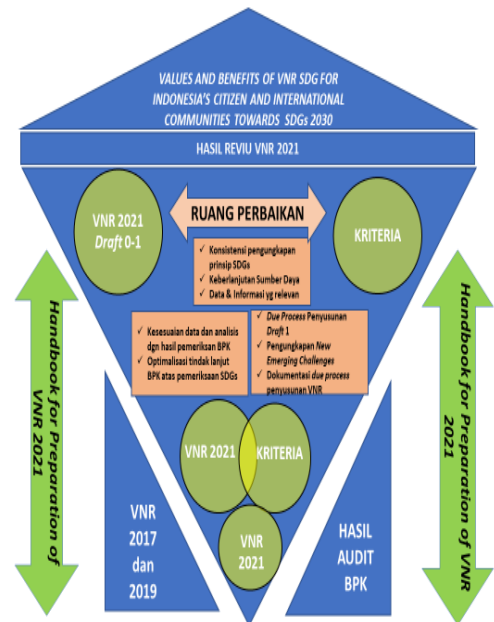 VALUES AND BENEFITS OF VNR SDG FOR
INDONESIA'S CITIZEN AND INTERNATIONAL
COMMUNITIES TOWARDS SDGs 2030
HASIL REVIU VNR 2021
VNR 2021
Draft 0-1
RUANG PERBAIKAN
KRITERIA
✓ Konsistensi pengungkapan
prinsip SDGs
✓ Keberlanjutan Sumber Daya
✓ Data & Informasi yg relevan
✓ Kesesuaian data dan analisis
dgn hasil pemeriksan BPK
✓ Optimalisasi tindak lanjut
BPK atas pemeriksaan SDGs
✓ Due Process Penyusunan
Draft 1
✓ Pengungkapan New
Emerging Challenges
✓ Dokumentasi due process
penyusunan VNR
Handbook for Preparation of
VNR 2021
Handbook for Preparation of VNR
2021
VNR 2021
KRITERIA
VNR
2021
VNR
2017
dan
2019
HASIL
AUDIT
BPK